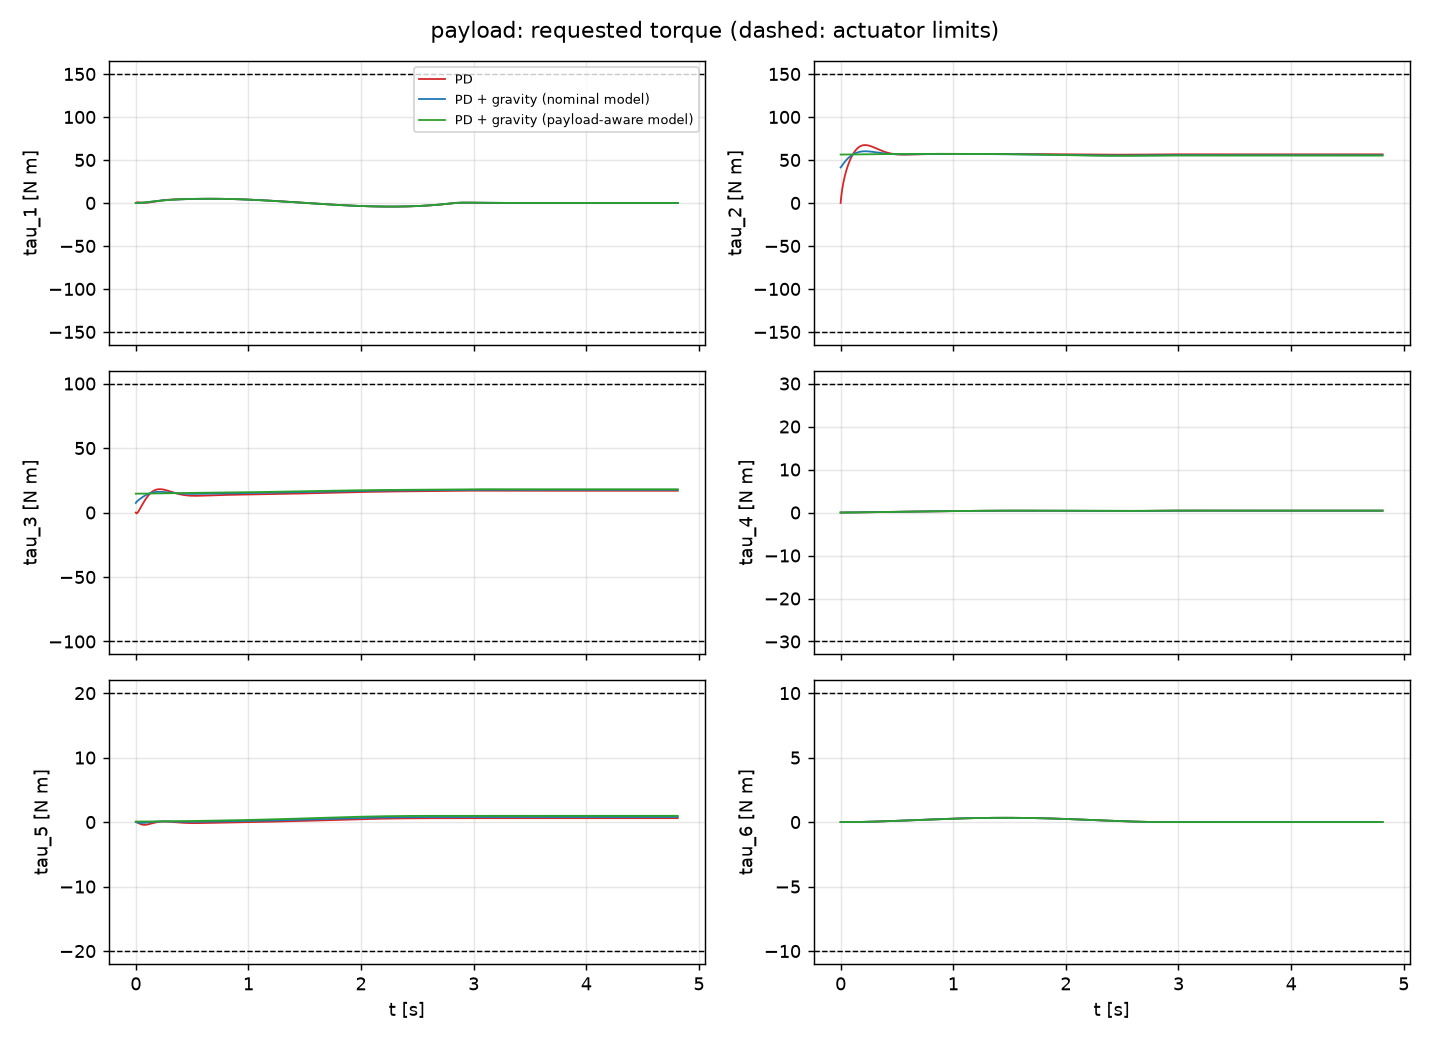 payload: requested torque (dashed: actuator limits)
150
100
50
0
−50
−100
−150
tau_1 [N m]
PD
PD + gravity (nominal model)
PD + gravity (payload-aware model)
150
100
50
0
−50
−100
−150
tau_2 [N m]
100
50
0
−50
−100
tau_3 [N m]
30
20
10
0
−10
−20
−30
tau_4 [N m]
20
10
0
−10
−20
tau_5 [N m]
0 1 2 3 4 5
t [s]
10
5
0
−5
−10
tau_6 [N m]
0 1 2 3 4 5
t [s]